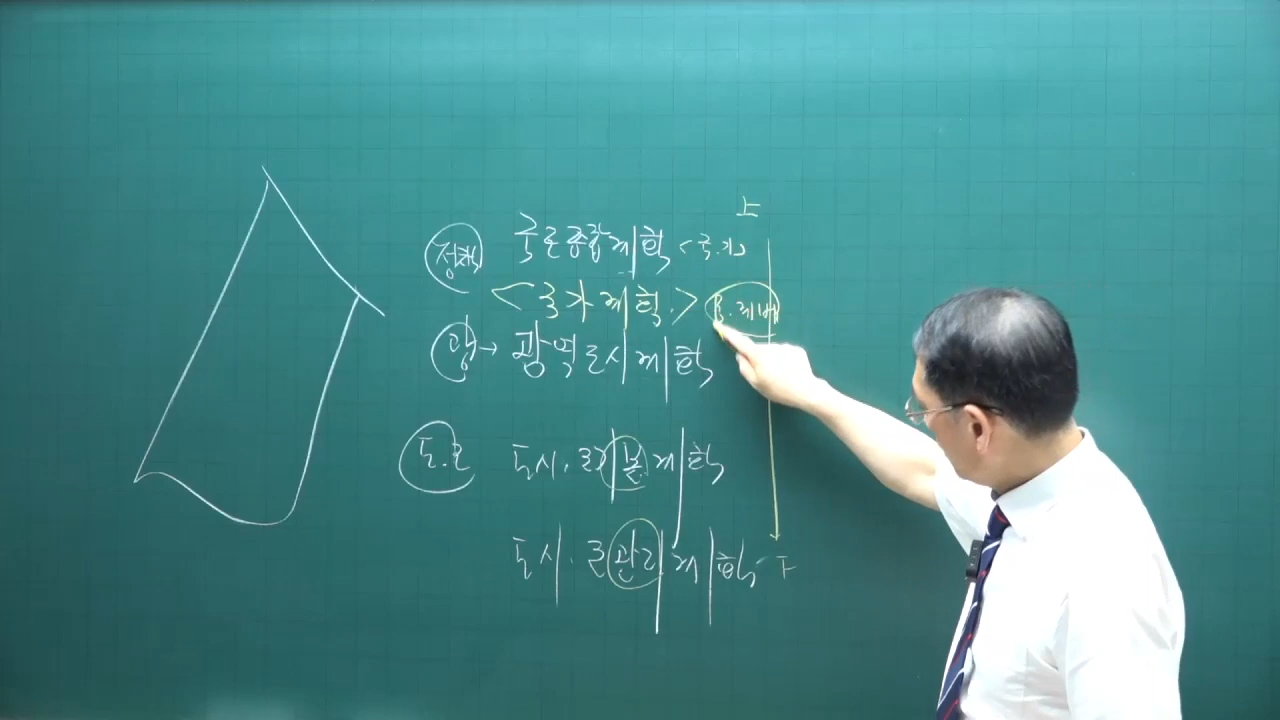 上
정책 국토종합계획 <국.가>
<국가계획.>
광 → 광역도시계획
도.군 도시.군기본계획
도시.군관리계획 下